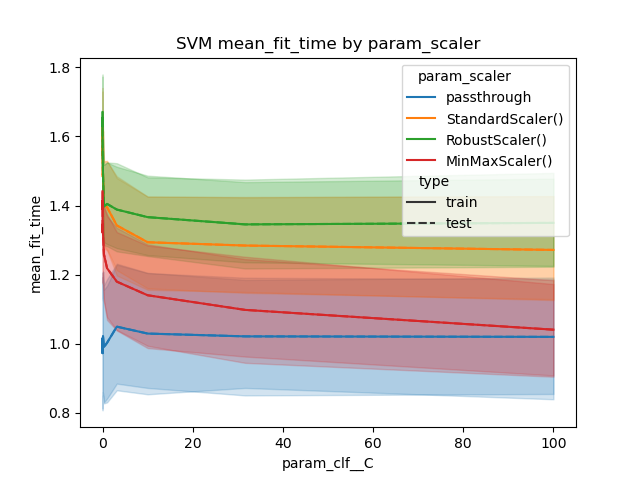 SVM mean_fit_time by param_scaler
1.8
1.6
1.4
1.2
1.0
0.8
mean_fit_time
param_scaler
passthrough
StandardScaler()
RobustScaler()
MinMaxScaler()
type
train
test
0 20 40 60 80 100
param_clf__C